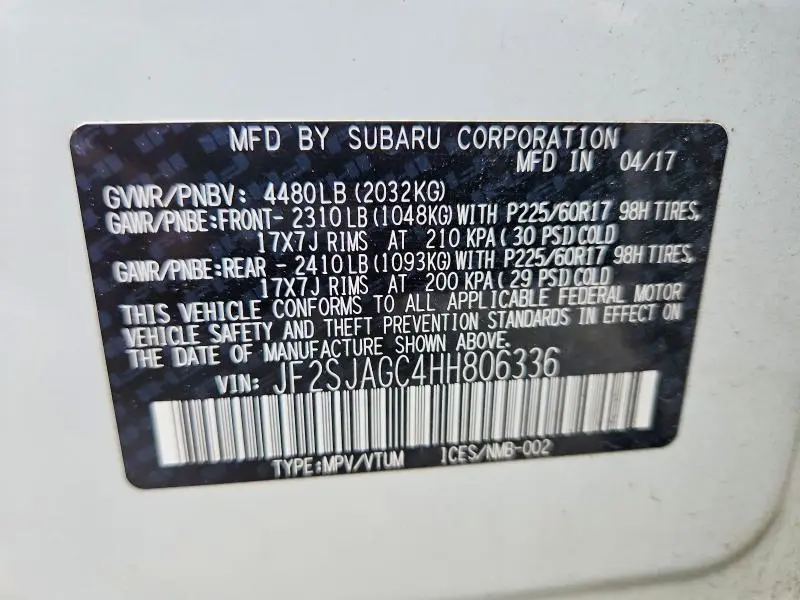 MFD BY SUBARU CORPORATION
MFD IN 04/17
GVWR/PNBV: 4480LB (2032KG)
GAWR/PNBE:FRONT- 2310LB (1048KG) WITH P225/60R17 98H TIRES,
17X7J RIMS AT 210 KPA (30 PSI) COLD
GAWR/PNBE:REAR - 2410LB (1093KG) WITH P225/60R17 98H TIRES,
17X7J RIMS AT 200 KPA (29 PSI) COLD
THIS VEHICLE CONFORMS TO ALL APPLICABLE FEDERAL MOTOR
VEHICLE SAFETY AND THEFT PREVENTION STANDARDS IN EFFECT ON
THE DATE OF MANUFACTURE SHOWN ABOVE.
VIN: JF2SJAGC4HH806336
TYPE:MPV/VTUM ICES/NMB-002